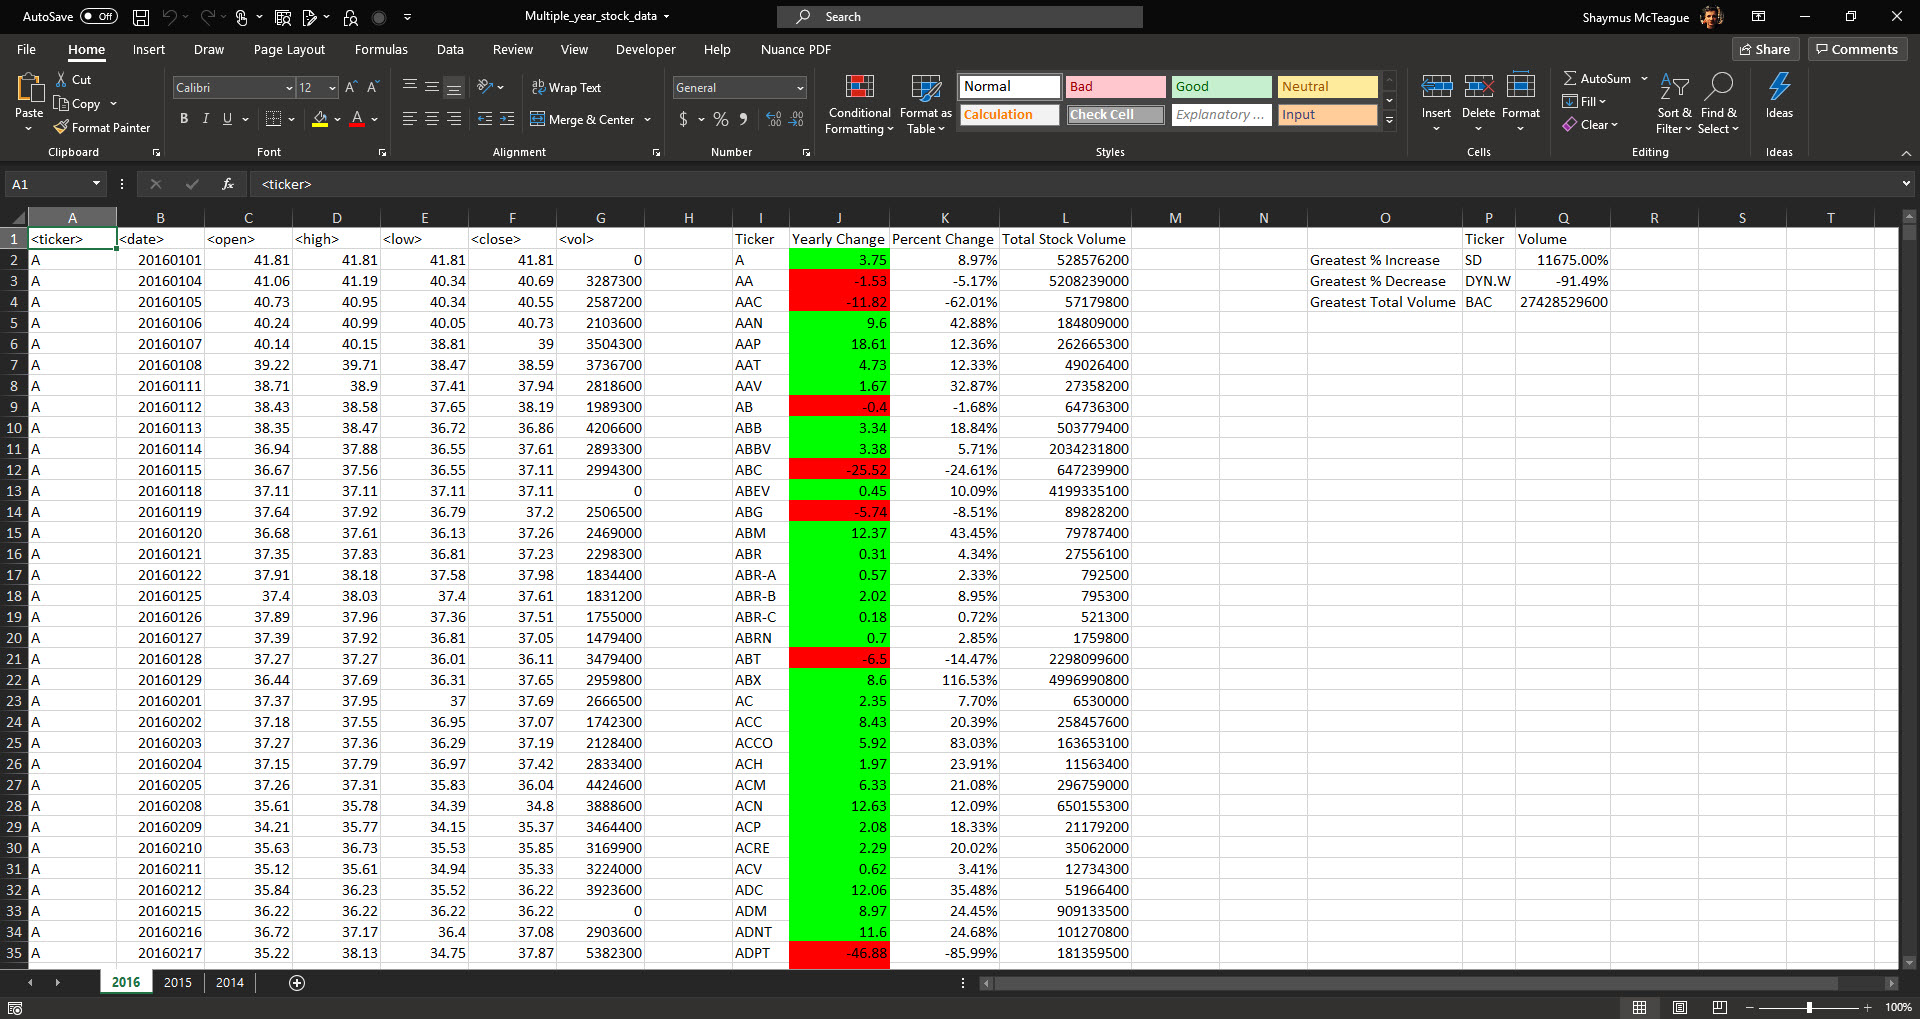 AutoSave Off Multiple_year_stock_data Search Shaymus McTeague
File Home Insert Draw Page Layout Formulas Data Review View Developer Help Nuance PDF Share Comments
Paste Cut Copy Format Painter Clipboard
Calibri 12 A A B I U A Font
Wrap Text Merge & Center Alignment
General $ % Number
Conditional Formatting Format as Table Normal Bad Good Neutral Calculation Check Cell Explanatory ... Input Styles
Insert Delete Format Cells
AutoSum Fill Clear Sort & Filter Find & Select Editing
Ideas Ideas
A1 fx <ticker>
A B C D E F G H I J K L M N O P Q R S T
1 <ticker> <date> <open> <high> <low> <close> <vol> Ticker Yearly Change Percent Change Total Stock Volume Ticker Volume
2 A 20160101 41.81 41.81 41.81 41.81 0 A 3.75 8.97% 528576200 Greatest % Increase SD 11675.00%
3 A 20160104 41.06 41.19 40.34 40.69 3287300 AA -1.53 -5.17% 5208239000 Greatest % Decrease DYN.W -91.49%
4 A 20160105 40.73 40.95 40.34 40.55 2587200 AAC -11.82 -62.01% 57179800 Greatest Total Volume BAC 27428529600
5 A 20160106 40.24 40.99 40.05 40.73 2103600 AAN 9.6 42.88% 184809000
6 A 20160107 40.14 40.15 38.81 39 3504300 AAP 18.61 12.36% 262665300
7 A 20160108 39.22 39.71 38.47 38.59 3736700 AAT 4.73 12.33% 49026400
8 A 20160111 38.71 38.9 37.41 37.94 2818600 AAV 1.67 32.87% 27358200
9 A 20160112 38.43 38.58 37.65 38.19 1989300 AB -0.4 -1.68% 64736300
10 A 20160113 38.35 38.47 36.72 36.86 4206600 ABB 3.34 18.84% 503779400
11 A 20160114 36.94 37.88 36.55 37.61 2893300 ABBV 3.38 5.71% 2034231800
12 A 20160115 36.67 37.56 36.55 37.11 2994300 ABC -25.52 -24.61% 647239900
13 A 20160118 37.11 37.11 37.11 37.11 0 ABEV 0.45 10.09% 4199335100
14 A 20160119 37.64 37.92 36.79 37.2 2506500 ABG -5.74 -8.51% 89828200
15 A 20160120 36.68 37.61 36.13 37.26 2469000 ABM 12.37 43.45% 79787400
16 A 20160121 37.35 37.83 36.81 37.23 2298300 ABR 0.31 4.34% 27556100
17 A 20160122 37.91 38.18 37.58 37.98 1834400 ABR-A 0.57 2.33% 792500
18 A 20160125 37.4 38.03 37.4 37.61 1831200 ABR-B 2.02 8.95% 795300
19 A 20160126 37.89 37.96 37.36 37.51 1755000 ABR-C 0.18 0.72% 521300
20 A 20160127 37.39 37.92 36.81 37.05 1479400 ABRN 0.7 2.85% 1759800
21 A 20160128 37.27 37.27 36.01 36.11 3479400 ABT -6.5 -14.47% 2298099600
22 A 20160129 36.44 37.69 36.31 37.65 2959800 ABX 8.6 116.53% 4996990800
23 A 20160201 37.37 37.95 37 37.69 2666500 AC 2.35 7.70% 6530000
24 A 20160202 37.18 37.55 36.95 37.07 1742300 ACC 8.43 20.39% 258457600
25 A 20160203 37.27 37.36 36.29 37.19 2128400 ACCO 5.92 83.03% 163653100
26 A 20160204 37.15 37.79 36.97 37.42 2833400 ACH 1.97 23.91% 11563400
27 A 20160205 37.26 37.31 35.83 36.04 4424600 ACM 6.33 21.08% 296759000
28 A 20160208 35.61 35.78 34.39 34.8 3888600 ACN 12.63 12.09% 650155300
29 A 20160209 34.21 35.77 34.15 35.37 3464400 ACP 2.08 18.33% 21179200
30 A 20160210 35.63 36.73 35.53 35.85 3169900 ACRE 2.29 20.02% 35062000
31 A 20160211 35.12 35.61 34.94 35.33 3224000 ACV 0.62 3.41% 12734300
32 A 20160212 35.84 36.23 35.52 36.22 3923600 ADC 12.06 35.48% 51966400
33 A 20160215 36.22 36.22 36.22 36.22 0 ADM 8.97 24.45% 909133500
34 A 20160216 36.72 37.17 36.4 37.08 2903600 ADNT 11.6 24.68% 101270800
35 A 20160217 35.22 38.13 34.75 37.87 5382300 ADPT -46.88 -85.99% 181359500
2016 2015 2014
100%